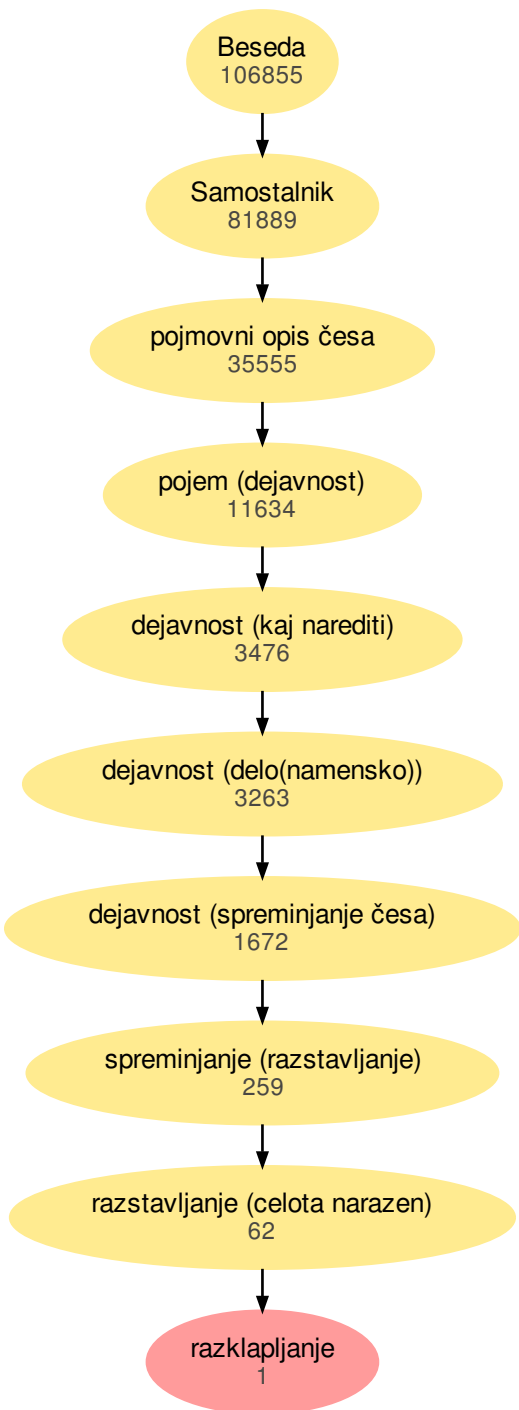 Beseda
106855
Samostalnik
81889
pojmovni opis česa
35555
pojem (dejavnost)
11634
dejavnost (kaj narediti)
3476
dejavnost (delo(namensko))
3263
dejavnost (spreminjanje česa)
1672
spreminjanje (razstavljanje)
259
razstavljanje (celota narazen)
62
razklapljanje
1